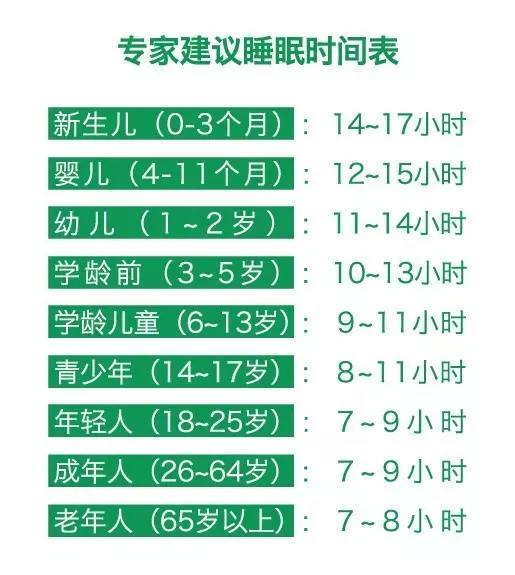 专家建议睡眠时间表
新生儿（0-3个月）： 14~17小时
婴儿（4-11个月）： 12~15小时
幼儿（1~2岁）： 11~14小时
学龄前（3~5岁）： 10~13小时
学龄儿童（6~13岁）： 9~11小时
青少年（14~17岁）： 8~11小时
年轻人（18~25岁）： 7~9小时
成年人（26~64岁）： 7~9小时
老年人（65岁以上）： 7~8小时